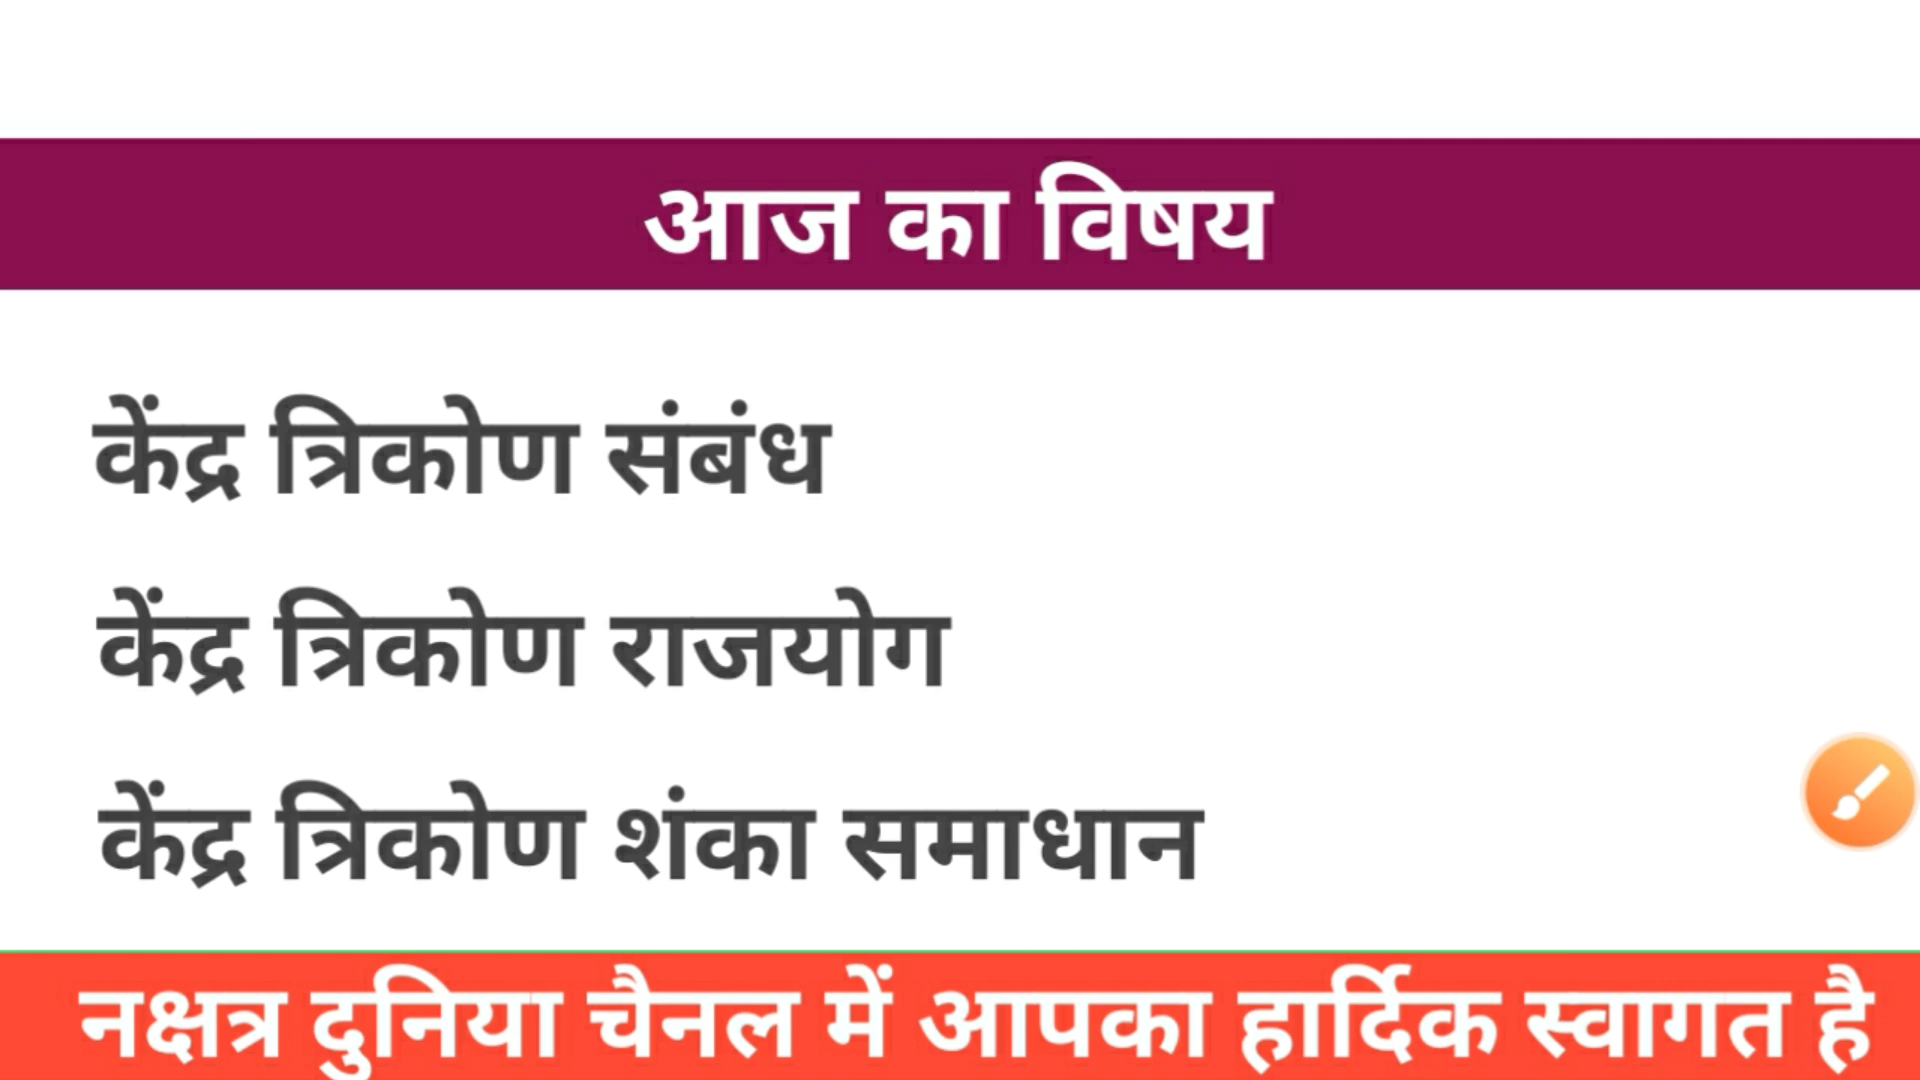 आज का विषय
केंद्र त्रिकोण संबंध
केंद्र त्रिकोण राजयोग
केंद्र त्रिकोण शंका समाधान
नक्षत्र दुनिया चैनल में आपका हार्दिक स्वागत है